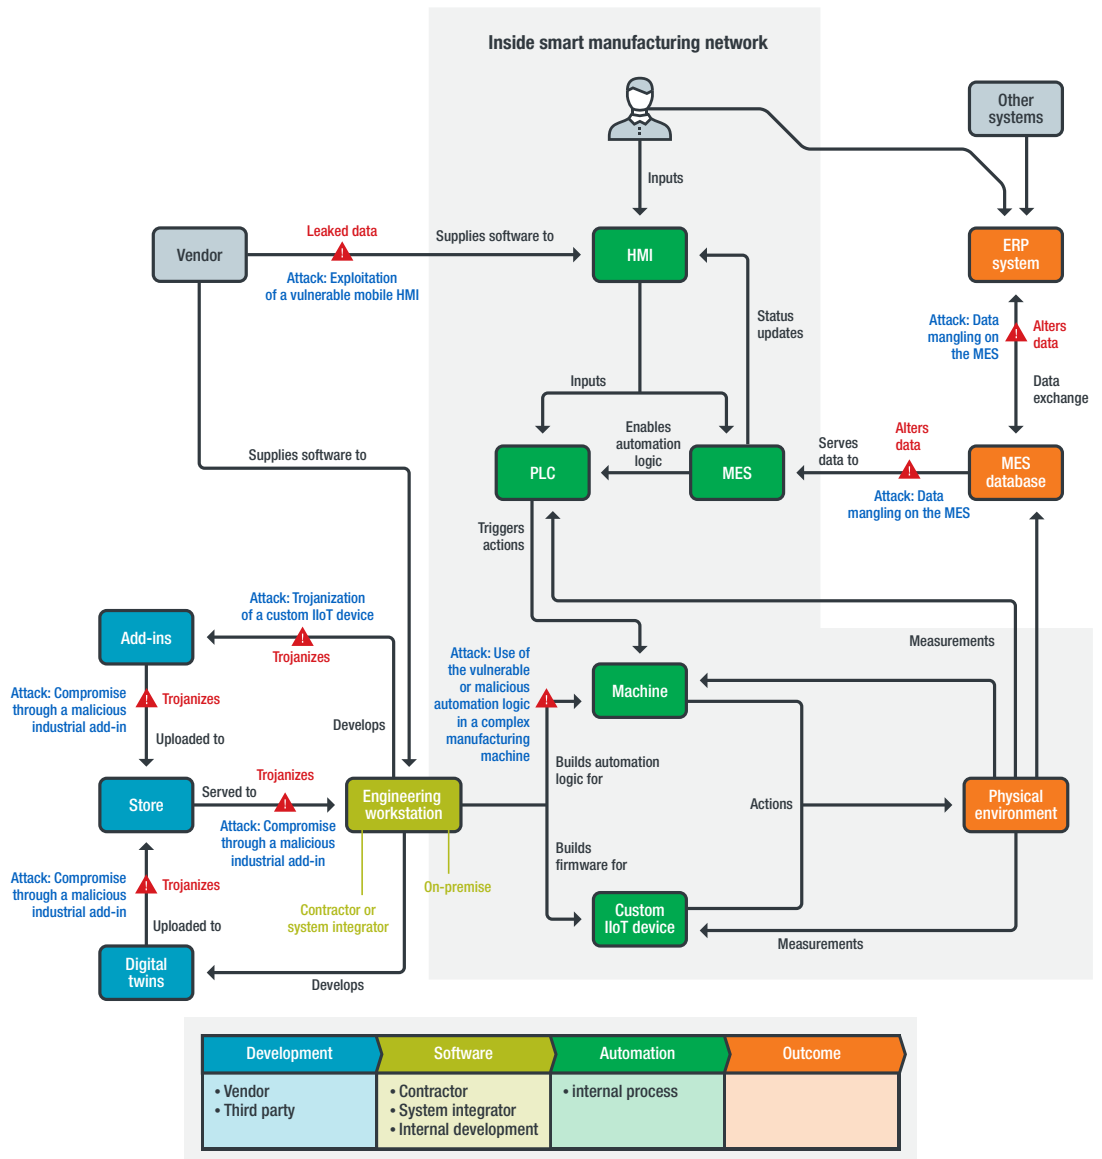 Inside smart manufacturing network
Other
systems
Inputs
Leaked data
Supplies software to
Vendor
HMI
ERP
system
Attack: Exploitation
of a vulnerable mobile HMI
Status
updates
Attack: Data
mangling on
the MES
Alters
data
Inputs
Data
exchange
Enables
automation
logic
Serves
data to
Alters
data
Supplies software to
PLC
MES
MES
database
Attack: Data
mangling on the MES
Triggers
actions
Attack: Trojanization
of a custom IIoT device
Add-ins
Trojanizes
Measurements
Attack: Use of
the vulnerable
or malicious
automation logic
in a complex
manufacturing
machine
Machine
Attack: Compromise
through a malicious
industrial add-in
Trojanizes
Develops
Uploaded to
Builds automation
logic for
Trojanizes
Store
Served to
Engineering
workstation
Actions
Physical
environment
Attack: Compromise
through a malicious
industrial add-in
Builds
firmware for
Attack: Compromise
through a malicious
industrial add-in
Trojanizes
On-premise
Contractor or
system integrator
Custom
IIoT device
Uploaded to
Measurements
Digital
twins
Develops
Development
Software
Automation
Outcome
• Vendor
• Third party
• Contractor
• System integrator
• Internal development
• internal process